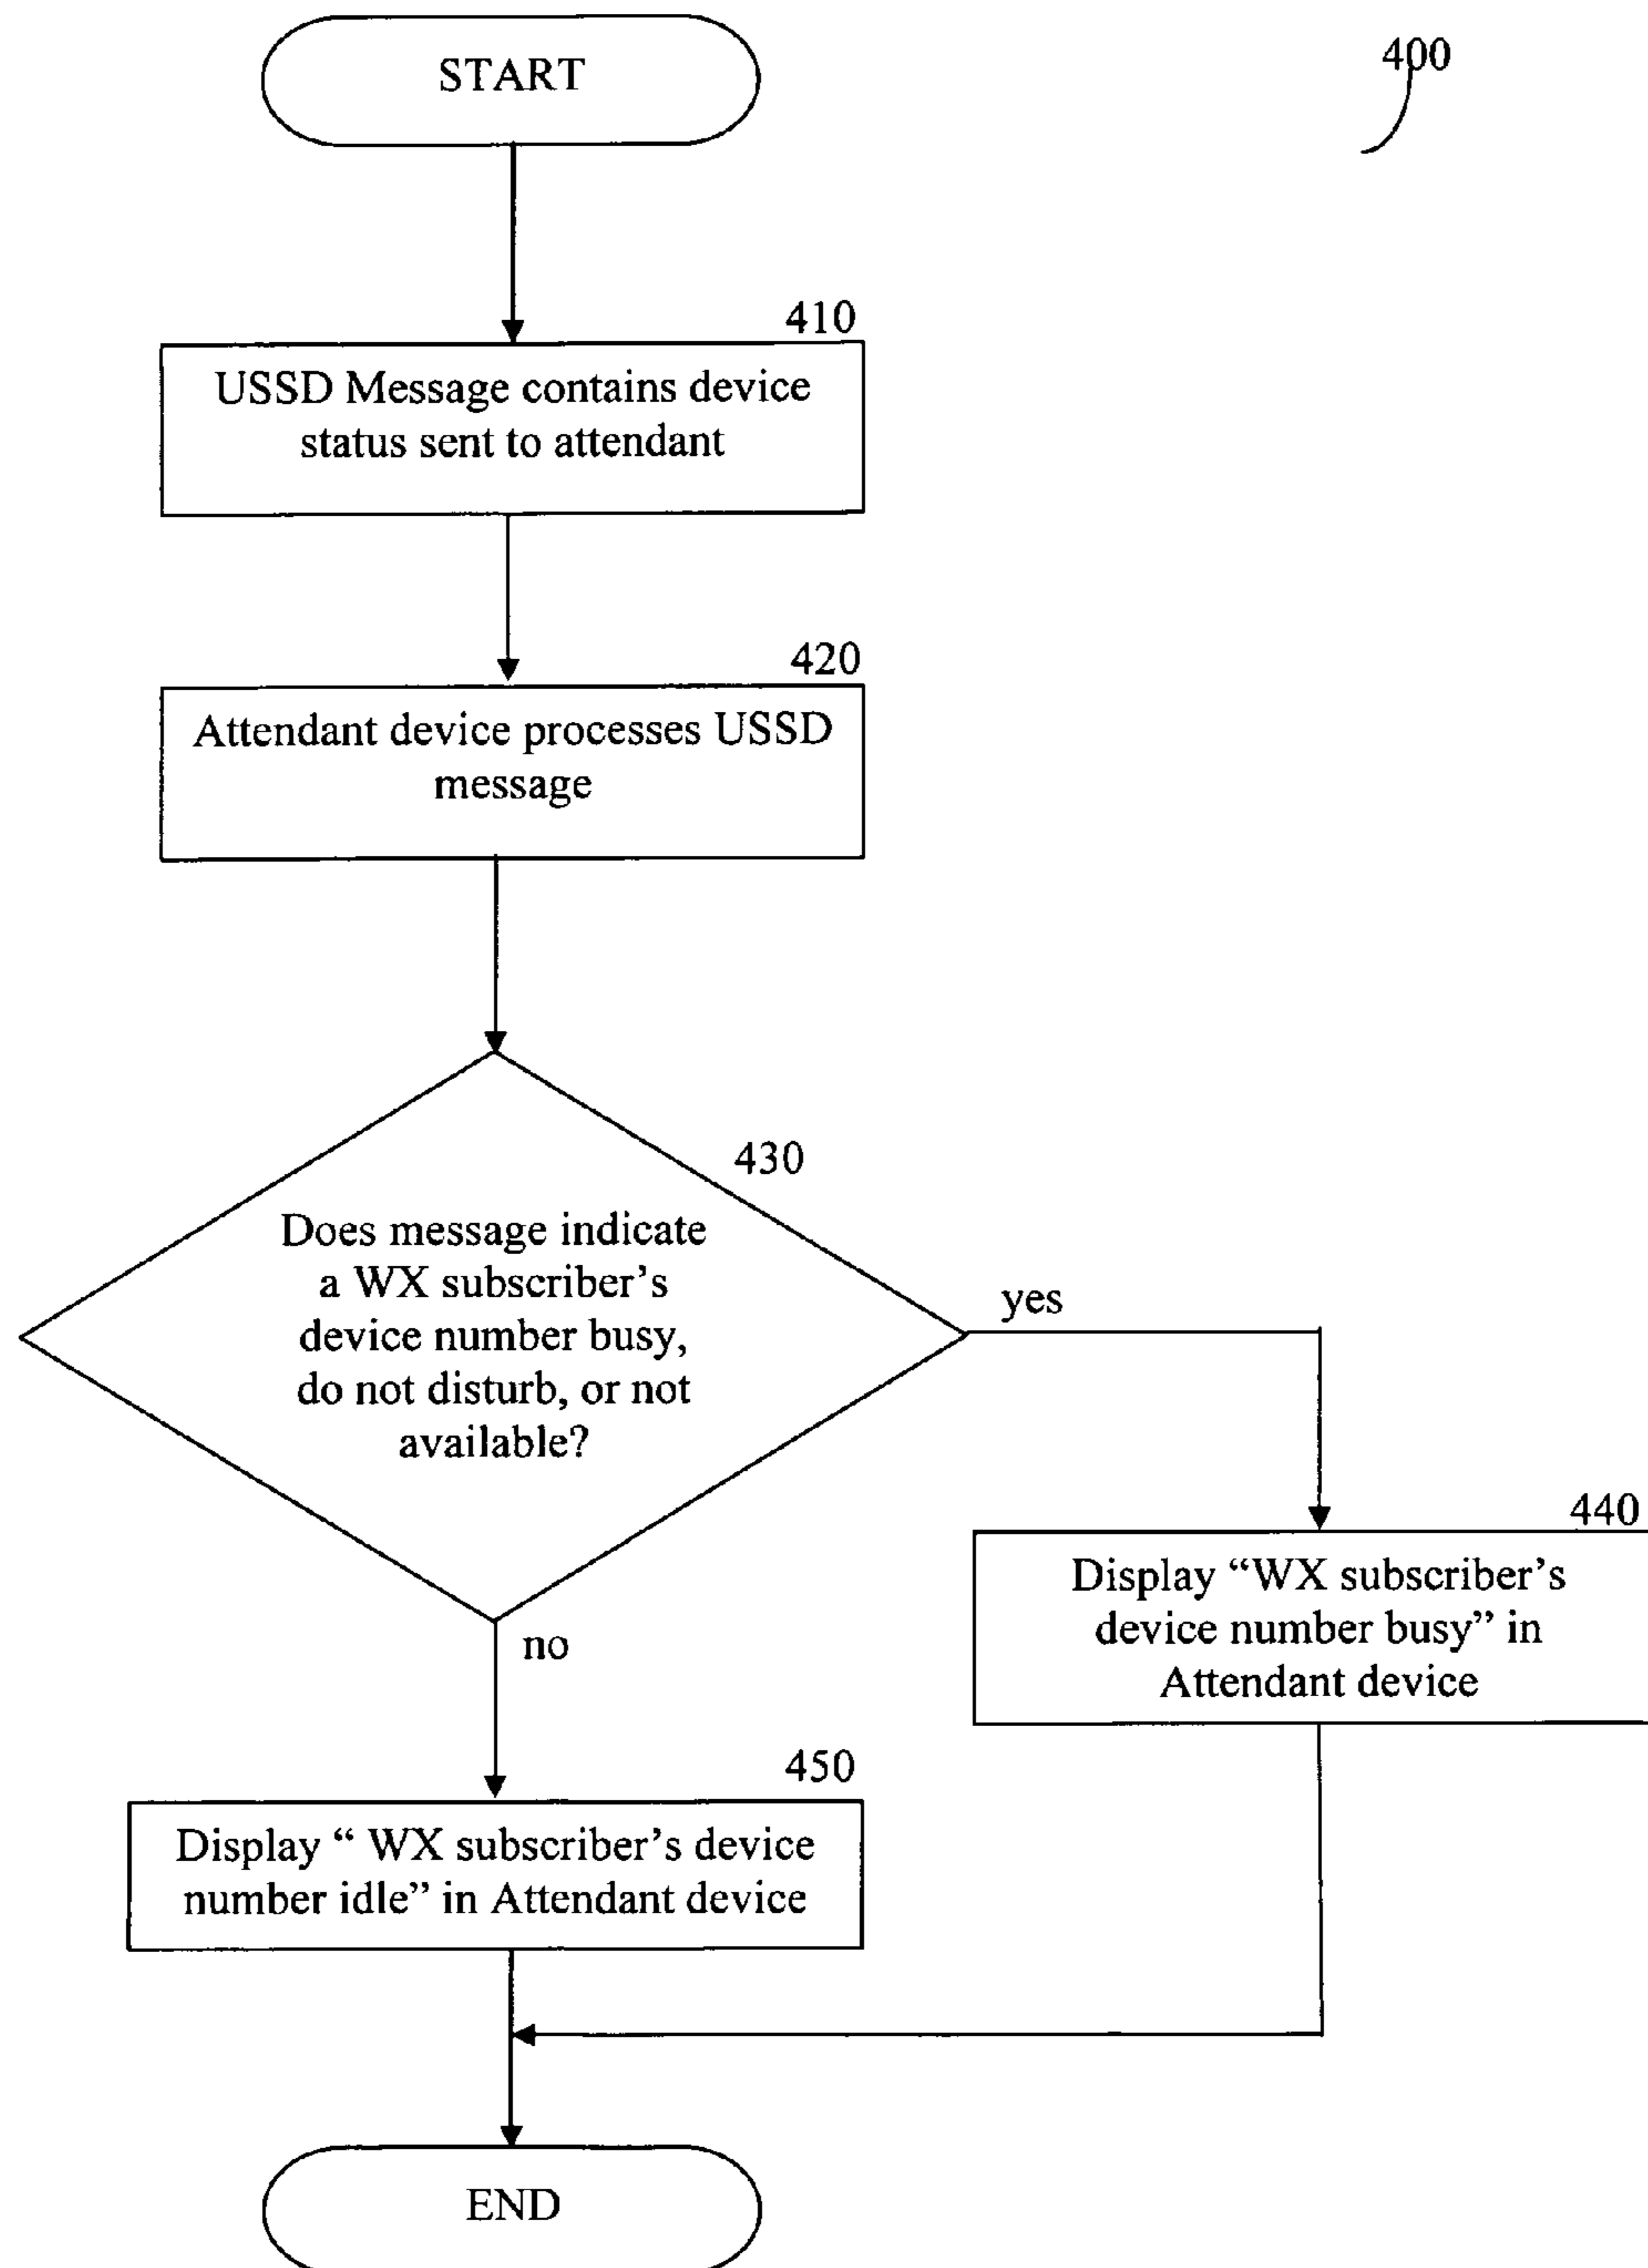 START
400
410
USSD Message contains device
status sent to attendant
420
Attendant device processes USSD
message
430
Does message indicate
a WX subscriber's
device number busy,
do not disturb, or not
available?
yes
440
Display “WX subscriber’s
device number busy” in
Attendant device
no
450
Display “ WX subscriber’s device
number idle” in Attendant device
END